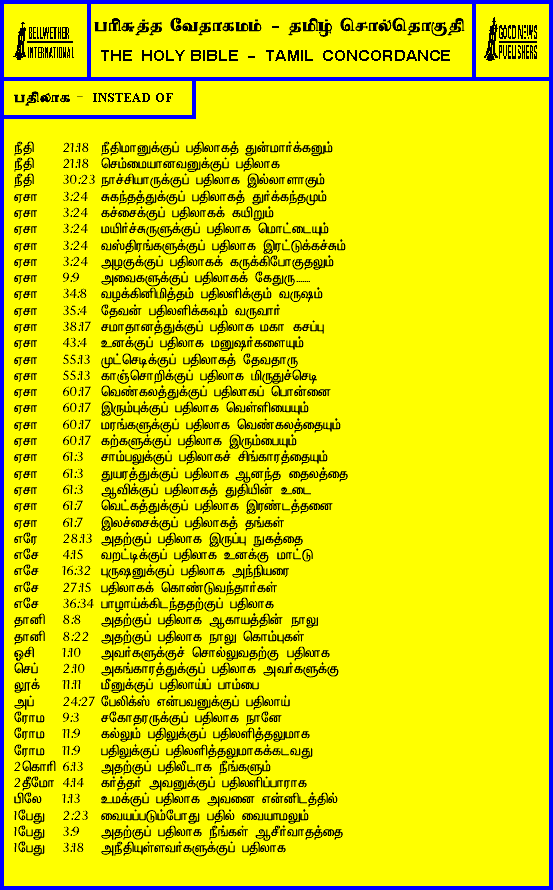 BELLWETHER
INTERNATIONAL
பரிசுத்த வேதாகமம் - தமிழ் சொல்தொகுதி
THE HOLY BIBLE - TAMIL CONCORDANCE
GOOD NEWS
PUBLISHERS
பதிலாக - INSTEAD OF
நீதி 21:18 நீதிமானுக்குப் பதிலாகத் துன்மார்க்கனும்
நீதி 21:18 செம்மையானவனுக்குப் பதிலாக
நீதி 30:23 நாச்சியாருக்குப் பதிலாக இல்லாளாகும்
ஏசா 3:24 சுகந்தத்துக்குப் பதிலாகத் துர்க்கந்தமும்
ஏசா 3:24 கச்சைக்குப் பதிலாகக் கயிறும்
ஏசா 3:24 மயிர்ச்சுருளுக்குப் பதிலாக மொட்டையும்
ஏசா 3:24 வஸ்திரங்களுக்குப் பதிலாக இரட்டுக்கச்சும்
ஏசா 3:24 அழகுக்குப் பதிலாகக் கருக்கிபோகுதலும்
ஏசா 9:9 அவைகளுக்குப் பதிலாகக் கேதுரு.......
ஏசா 34:8 வழக்கினிமித்தம் பதிலளிக்கும் வருஷம்
ஏசா 35:4 தேவன் பதிலளிக்கவும் வருவார்
ஏசா 38:17 சமாதானத்துக்குப் பதிலாக மகா கசப்பு
ஏசா 43:4 உனக்குப் பதிலாக மனுஷர்களையும்
ஏசா 55:13 முட்செடிக்குப் பதிலாகத் தேவதாரு
ஏசா 55:13 காஞ்சொறிக்குப் பதிலாக மிருதுச்செடி
ஏசா 60:17 வெண்கலத்துக்குப் பதிலாகப் பொன்னை
ஏசா 60:17 இரும்புக்குப் பதிலாக வெள்ளியையும்
ஏசா 60:17 மரங்களுக்குப் பதிலாக வெண்கலத்தையும்
ஏசா 60:17 கற்களுக்குப் பதிலாக இரும்பையும்
ஏசா 61:3 சாம்பலுக்குப் பதிலாகச் சிங்காரத்தையும்
ஏசா 61:3 துயரத்துக்குப் பதிலாக ஆனந்த தைலத்தை
ஏசா 61:3 ஆவிக்குப் பதிலாகத் துதியின் உடை
ஏசா 61:7 வெட்கத்துக்குப் பதிலாக இரண்டத்தனை
ஏசா 61:7 இலச்சைக்குப் பதிலாகத் தங்கள்
எரே 28:13 அதற்குப் பதிலாக இருப்பு நுகத்தை
எசே 4:15 வறட்டிக்குப் பதிலாக உனக்கு மாட்டு
எசே 16:32 புருஷனுக்குப் பதிலாக அந்நியரை
எசே 27:15 பதிலாகக் கொண்டுவந்தார்கள்
எசே 36:34 பாழாய்க்கிடந்ததற்குப் பதிலாக
தானி 8:8 அதற்குப் பதிலாக ஆகாயத்தின் நாலு
தானி 8:22 அதற்குப் பதிலாக நாலு கொம்புகள்
ஓசி 1:10 அவர்களுக்குச் சொல்லுவதற்கு பதிலாக
செப் 2:10 அகங்காரத்துக்குப் பதிலாக அவர்களுக்கு
லூக் 11:11 மீனுக்குப் பதிலாய்ப் பாம்பை
அப் 24:27 பேலிக்ஸ் என்பவனுக்குப் பதிலாய்
ரோம 9:3 சகோதரருக்குப் பதிலாக நானே
ரோம 11:9 கல்லும் பதிலுக்குப் பதிலளித்தலுமாக
ரோம 11:9 பதிலுக்குப் பதிலளித்தலுமாகக்கடவது
2கொரி 6:13 அதற்குப் பதிலீடாக நீங்களும்
2தீமோ 4:14 கர்த்தர் அவனுக்குப் பதிலளிப்பாராக
பிலே 1:13 உமக்குப் பதிலாக அவனை என்னிடத்தில்
1பேது 2:23 வையப்படும்போது பதில் வையாமலும்
1பேது 3:9 அதற்குப் பதிலாக நீங்கள் ஆசீர்வாதத்தை
1பேது 3:18 அநீதியுள்ளவர்களுக்குப் பதிலாக